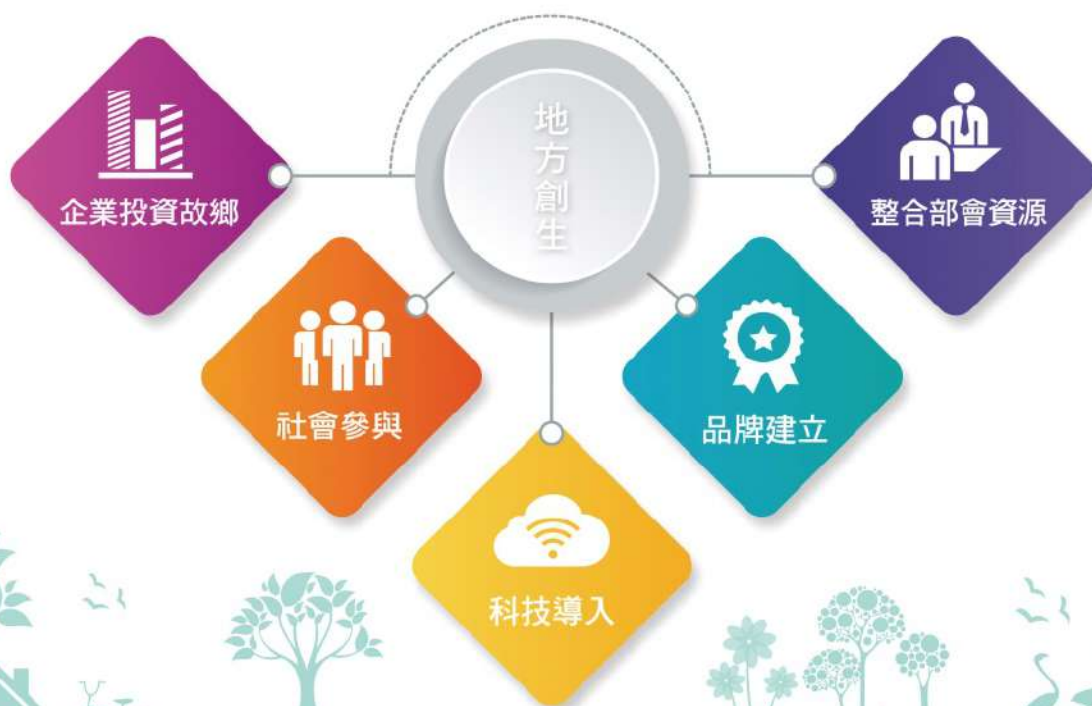 地方創生
企業投資故鄉
社會參與
科技導入
品牌建立
整合部會資源